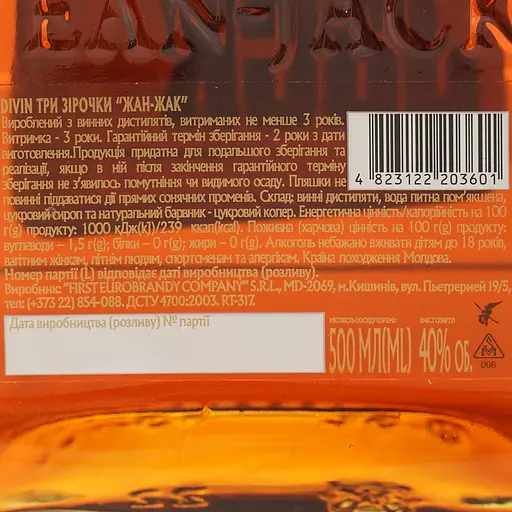 EAN-JACK
DIVIN ТРИ ЗІРОЧКИ "ЖАН-ЖАК"
Вироблений з винних дистилятів, витриманих не менше 3 років.
Витримка - 3 роки. Гарантійний термін зберігання - 2 роки з дати
виготовлення.Продукція придатна для подальшого зберігання та
реалізації, якщо в ній після закінчення гарантійного терміну
зберігання не з'явилось помутніння чи видимого осаду. Пляшки не
повинні піддаватися дії прямих сонячних променів. Склад: винні дистиляти, вода питна пом'якшена,
цукровий сироп та натуральний барвник - цукровий колер. Енергетична цінність/калорійність на 100
г(g) продукту: 1000 кДж(kJ)/239 ккал(kcal). Поживна (харчова) цінність на 100 г(g) продукту:
вуглеводи – 1,5 г(g); білки – 0 г(g); жири – 0 г(g). Алкоголь небажано вживати дітям до 18 років,
вагітним жінкам, літнім людям, спортсменам та алергікам. Країна походження Молдова.
Номер партії (L) відповідає даті виробництва (розливу).
Виробник: "FIRST EUROBRANDY COMPANY" S.R.L., MD-2069, м.Кишинів, вул. Пьетрерией 19/5,
тел: (+373 22) 854-088. ДСТУ 4700:2003. RT-317.
4 823122 203601
Дата виробництва (розливу) № партії
МІСТКІСТЬ ПОСУДУ: ВМІСТ СПИРТУ:
500 МЛ(ML) 40% ОБ.
006